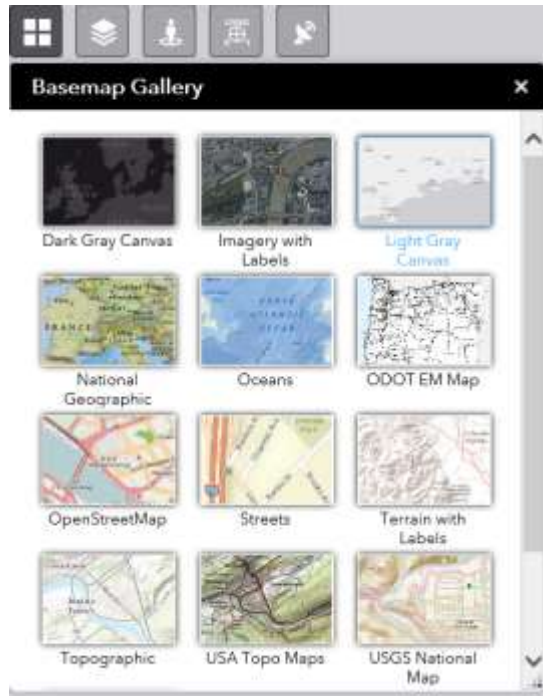 Basemap Gallery
Dark Gray Canvas
Imagery with
Labels
Light Gray
Canvas
FRANCE
National
Geographic
Oceans
ODOT EM Map
OpenStreetMap
Streets
Terrain with
Labels
Topographic
USA Topo Maps
USGS National
Map